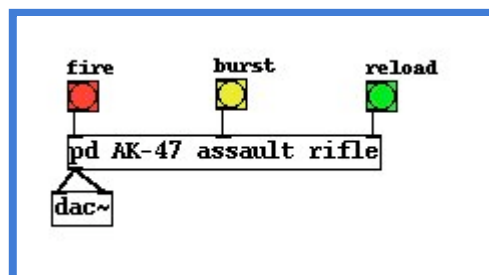 fire burst reload
pd AK-47 assault rifle
dac~